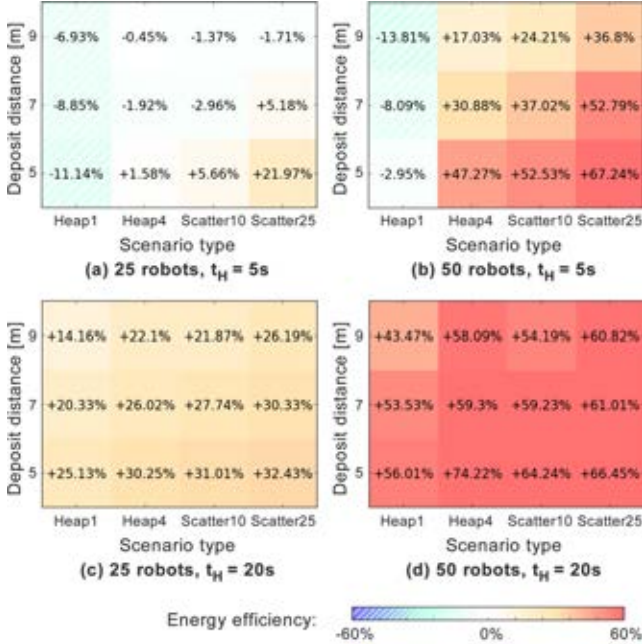 Deposit distance [m]
9
-6.93% -0.45% -1.37% -1.71%
7
-8.85% -1.92% -2.96% +5.18%
5
-11.14% +1.58% +5.66% +21.97%
Heap1 Heap4 Scatter10 Scatter25
Scenario type
(a) 25 robots, t_H = 5s
Deposit distance [m]
9
-13.81% +17.03% +24.21% +36.8%
7
-8.09% +30.88% +37.02% +52.79%
5
-2.95% +47.27% +52.53% +67.24%
Heap1 Heap4 Scatter10 Scatter25
Scenario type
(b) 50 robots, t_H = 5s
Deposit distance [m]
9
+14.16% +22.1% +21.87% +26.19%
7
+20.33% +26.02% +27.74% +30.33%
5
+25.13% +30.25% +31.01% +32.43%
Heap1 Heap4 Scatter10 Scatter25
Scenario type
(c) 25 robots, t_H = 20s
Deposit distance [m]
9
+43.47% +58.09% +54.19% +60.82%
7
+53.53% +59.3% +59.23% +61.01%
5
+56.01% +74.22% +64.24% +66.45%
Heap1 Heap4 Scatter10 Scatter25
Scenario type
(d) 50 robots, t_H = 20s
Energy efficiency:
-60% 0% 60%